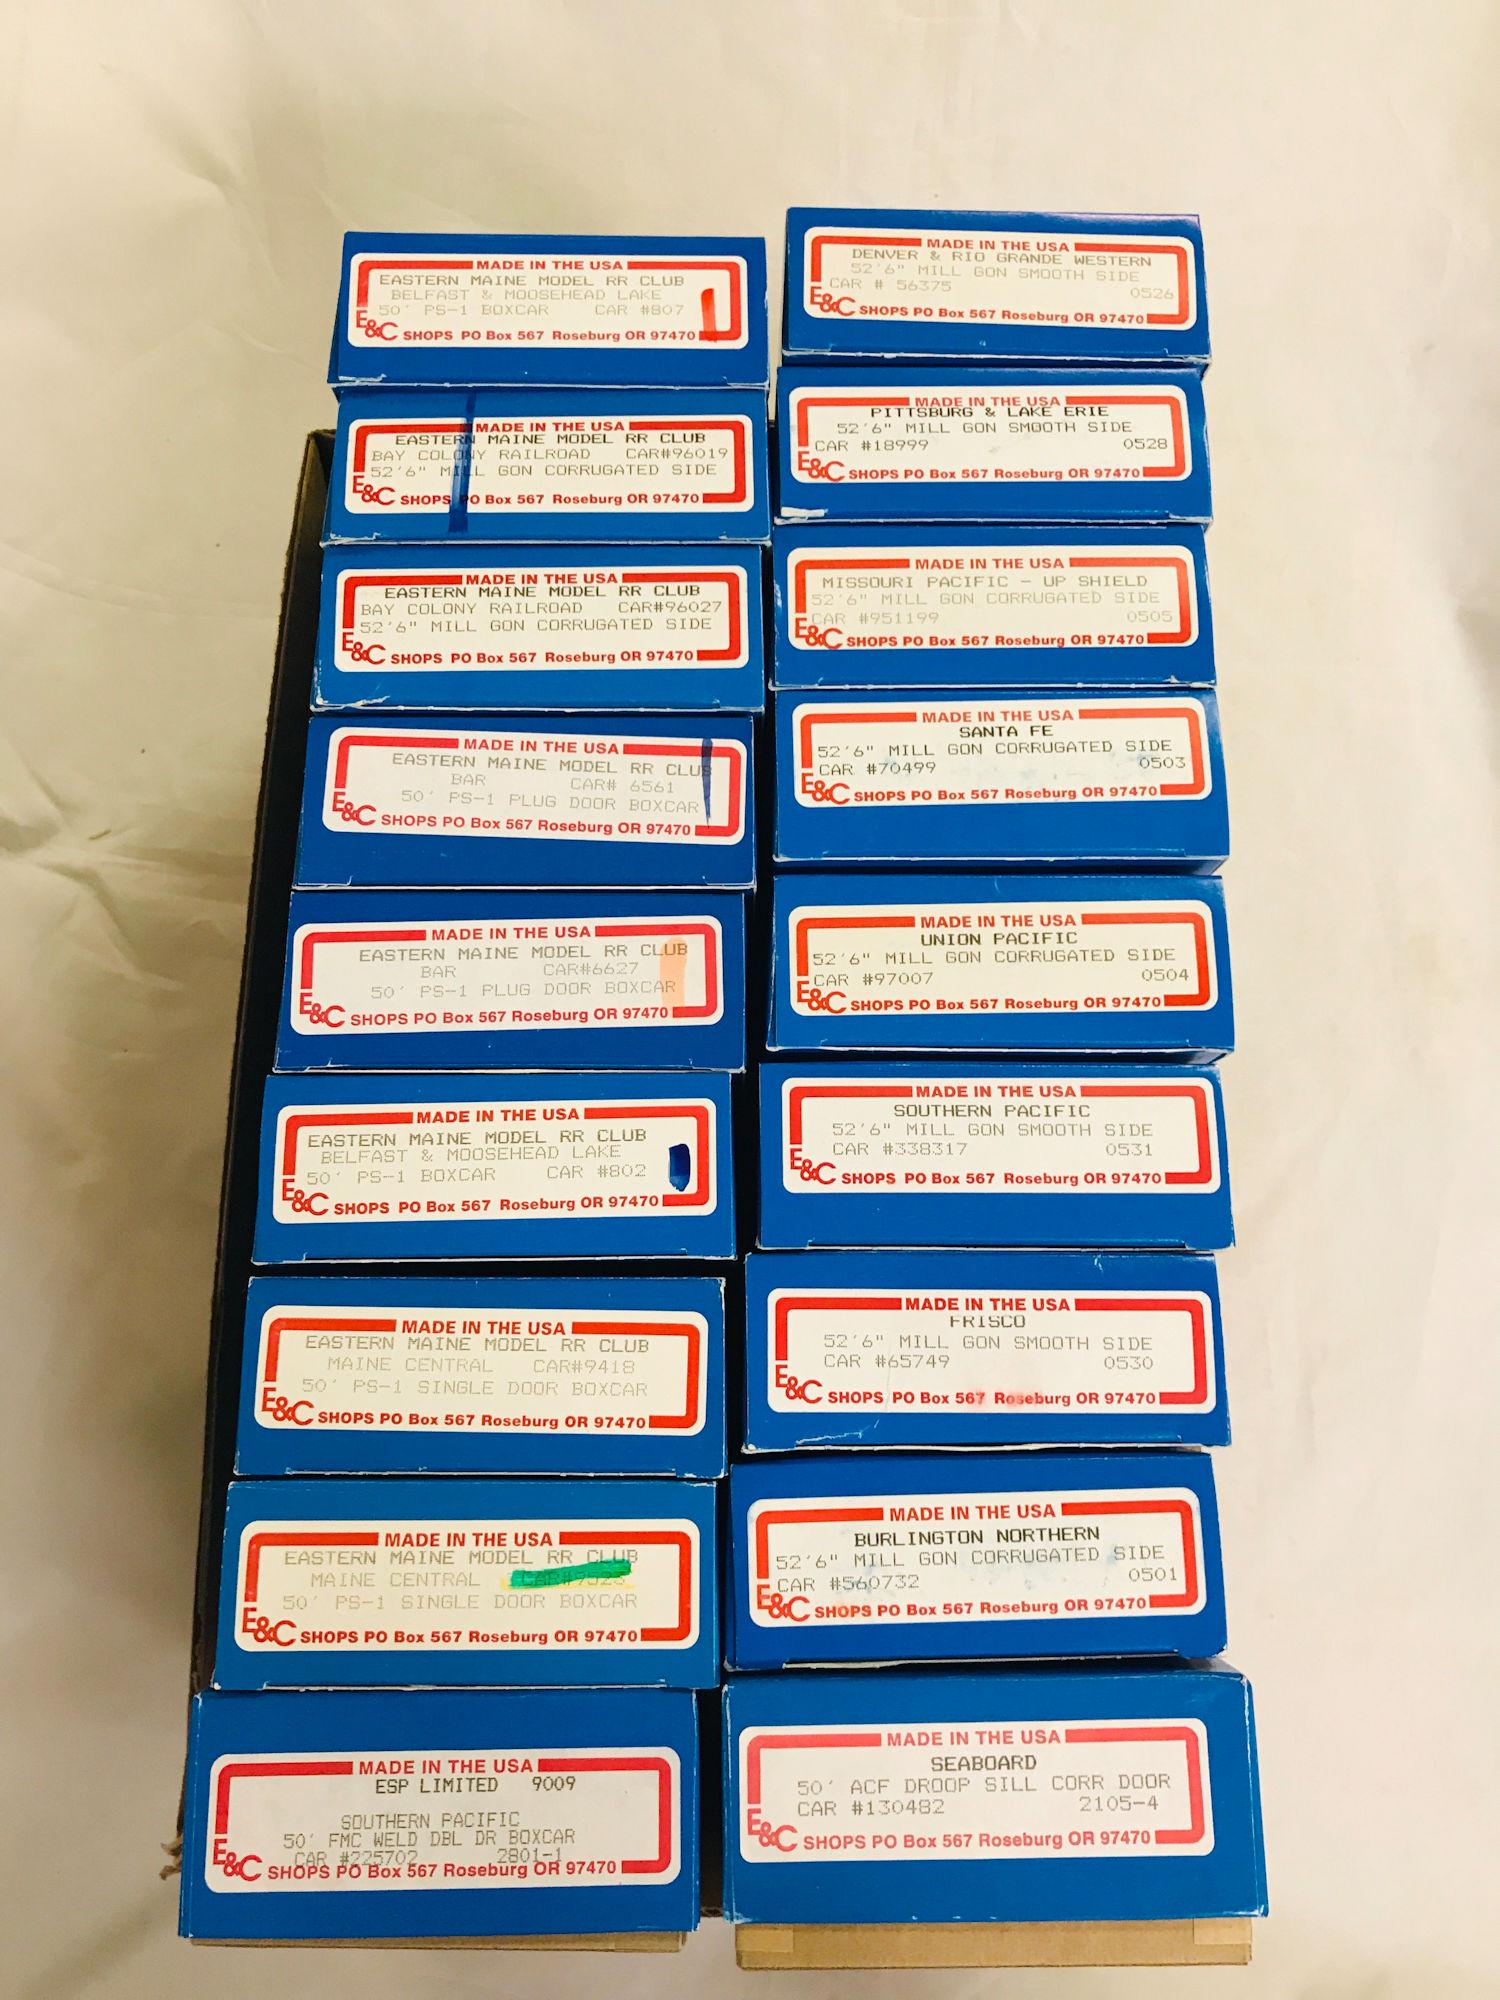 MADE IN THE USA
EASTERN MAINE MODEL RR CLUB
BELFAST & MOOSEHEAD LAKE
50' PS-1 BOXCAR CAR #807
E&C SHOPS PO Box 567 Roseburg OR 97470
MADE IN THE USA
EASTERN MAINE MODEL RR CLUB
BAY COLONY RAILROAD CAR#96019
52'6" MILL GON CORRUGATED SIDE
E&C SHOPS PO Box 567 Roseburg OR 97470
MADE IN THE USA
EASTERN MAINE MODEL RR CLUB
BAY COLONY RAILROAD CAR#96027
52'6" MILL GON CORRUGATED SIDE
E&C SHOPS PO Box 567 Roseburg OR 97470
MADE IN THE USA
EASTERN MAINE MODEL RR CLUB
BAR CAR# 6561
50' PS-1 PLUG DOOR BOXCAR
E&C SHOPS PO Box 567 Roseburg OR 97470
MADE IN THE USA
EASTERN MAINE MODEL RR CLUB
BAR CAR#6627
50' PS-1 PLUG DOOR BOXCAR
E&C SHOPS PO Box 567 Roseburg OR 97470
MADE IN THE USA
EASTERN MAINE MODEL RR CLUB
BELFAST & MOOSEHEAD LAKE
50' PS-1 BOXCAR CAR #802
E&C SHOPS PO Box 567 Roseburg OR 97470
MADE IN THE USA
EASTERN MAINE MODEL RR CLUB
MAINE CENTRAL CAR#9418
50' PS-1 SINGLE DOOR BOXCAR
E&C SHOPS PO Box 567 Roseburg OR 97470
MADE IN THE USA
EASTERN MAINE MODEL RR CLUB
MAINE CENTRAL CAR#9523
50' PS-1 SINGLE DOOR BOXCAR
E&C SHOPS PO Box 567 Roseburg OR 97470
MADE IN THE USA
ESP LIMITED 9009
SOUTHERN PACIFIC
50' FMC WELD DBL DR BOXCAR
CAR #225702 2801-1
E&C SHOPS PO Box 567 Roseburg OR 97470
MADE IN THE USA
DENVER & RIO GRANDE WESTERN
52'6" MILL GON SMOOTH SIDE
CAR # 56375 0526
E&C SHOPS PO Box 567 Roseburg OR 97470
MADE IN THE USA
PITTSBURG & LAKE ERIE
52'6" MILL GON SMOOTH SIDE
CAR #18999 0528
E&C SHOPS PO Box 567 Roseburg OR 97470
MADE IN THE USA
MISSOURI PACIFIC - UP SHIELD
52'6" MILL GON CORRUGATED SIDE
CAR #951199 0505
E&C SHOPS PO Box 567 Roseburg OR 97470
MADE IN THE USA
SANTA FE
52'6" MILL GON CORRUGATED SIDE
CAR #70499 0503
E&C SHOPS PO Box 567 Roseburg OR 97470
MADE IN THE USA
UNION PACIFIC
52'6" MILL GON CORRUGATED SIDE
CAR #97007 0504
E&C SHOPS PO Box 567 Roseburg OR 97470
MADE IN THE USA
SOUTHERN PACIFIC
52'6" MILL GON SMOOTH SIDE
CAR #338317 0531
E&C SHOPS PO Box 567 Roseburg OR 97470
MADE IN THE USA
FRISCO
52'6" MILL GON SMOOTH SIDE
CAR #65749 0530
E&C SHOPS PO Box 567 Roseburg OR 97470
MADE IN THE USA
BURLINGTON NORTHERN
52'6" MILL GON CORRUGATED SIDE
CAR #560732 0501
E&C SHOPS PO Box 567 Roseburg OR 97470
MADE IN THE USA
SEABOARD
50' ACF DROOP SILL CORR DOOR
CAR #130482 2105-4
E&C SHOPS PO Box 567 Roseburg OR 97470